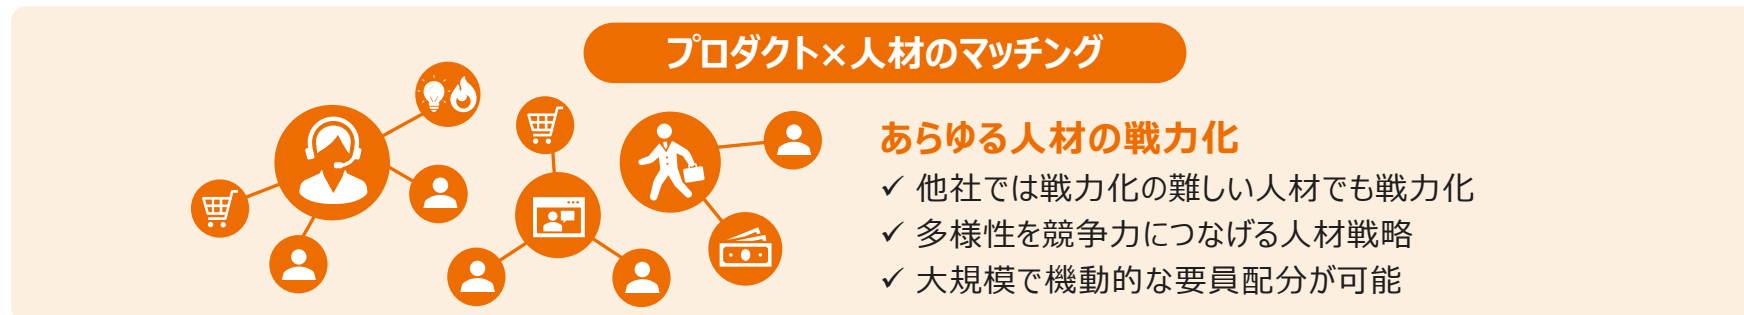 プロダクト×人材のマッチング
あらゆる人材の戦力化
✓ 他社では戦力化の難しい人材でも戦力化
✓ 多様性を競争力につなげる人材戦略
✓ 大規模で機動的な要員配分が可能